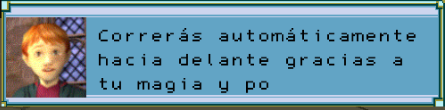 Correrás automáticamente
hacia delante gracias a
tu magia y po